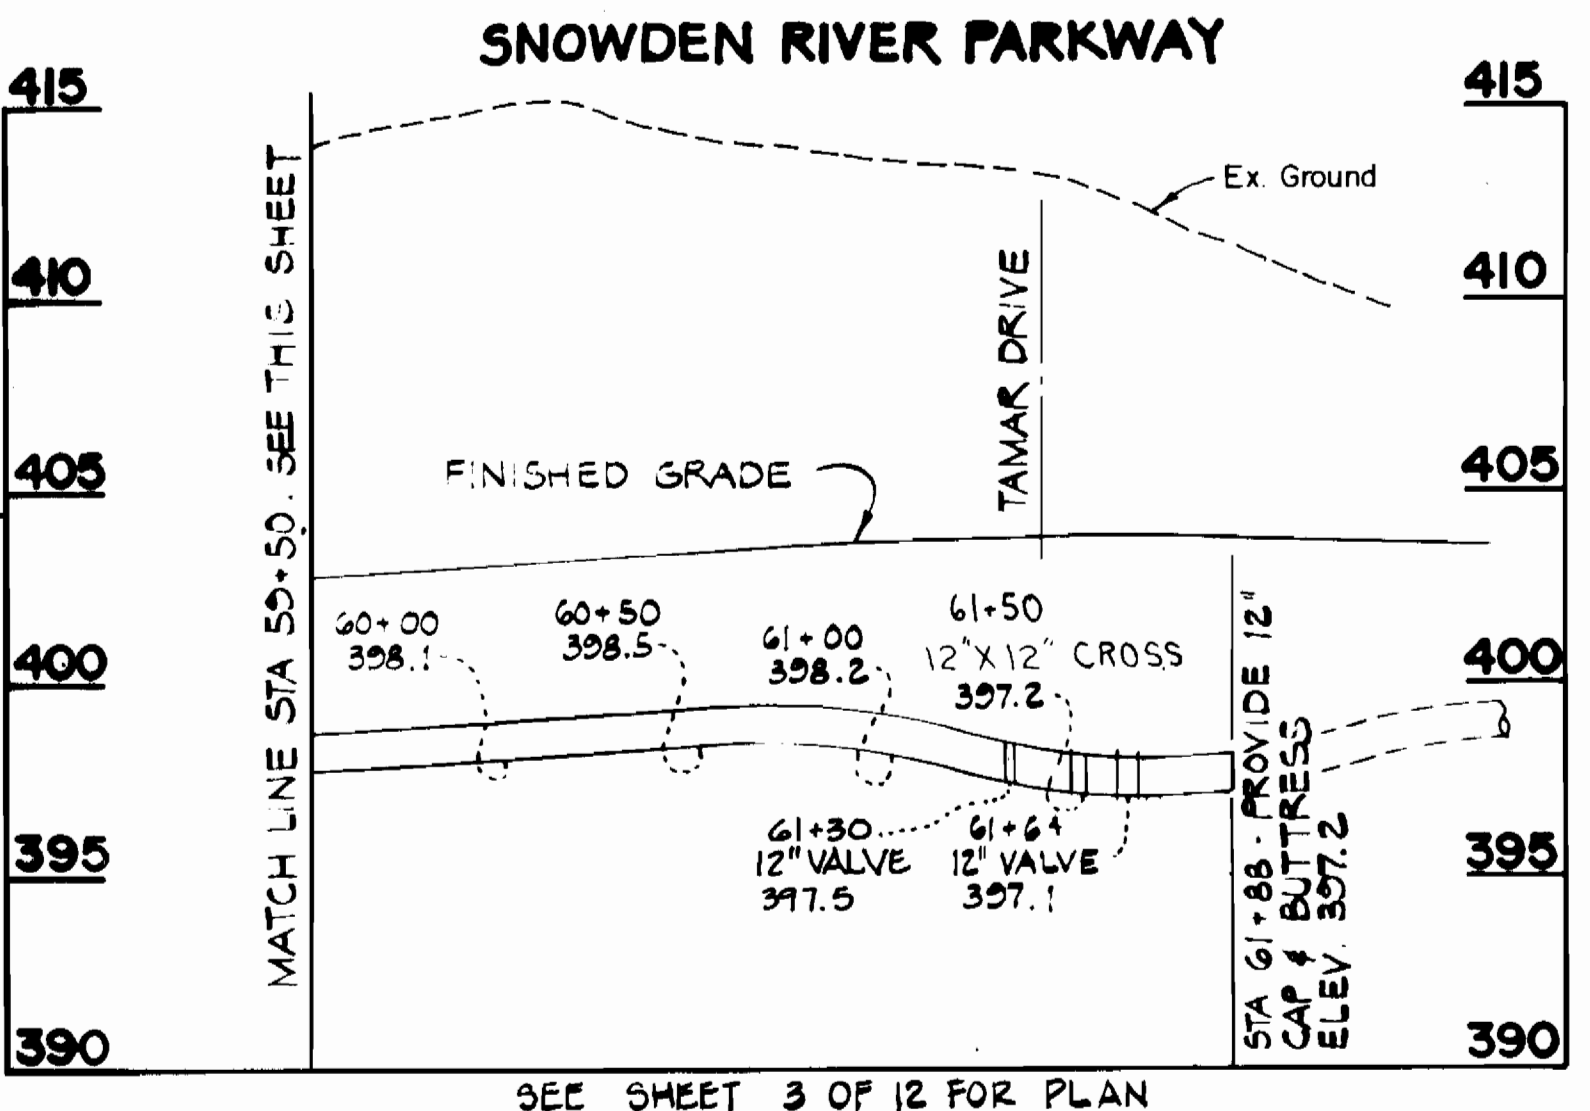 SNOWDEN RIVER PARKWAY
415
415
Ex. Ground
410
410
MATCH LINE STA 59+50. SEE THIS SHEET
TAMAR DRIVE
405
405
FINISHED GRADE
60+00
398.1
60+50
398.5
61+00
398.2
61+50
12" X 12" CROSS
397.2
400
400
61+30
12" VALVE
397.5
61+64
12" VALVE
397.1
395
395
STA 61+88 - PROVIDE 12"
CAP & BUTTRESS
ELEV. 397.2
390
390
SEE SHEET 3 OF 12 FOR PLAN